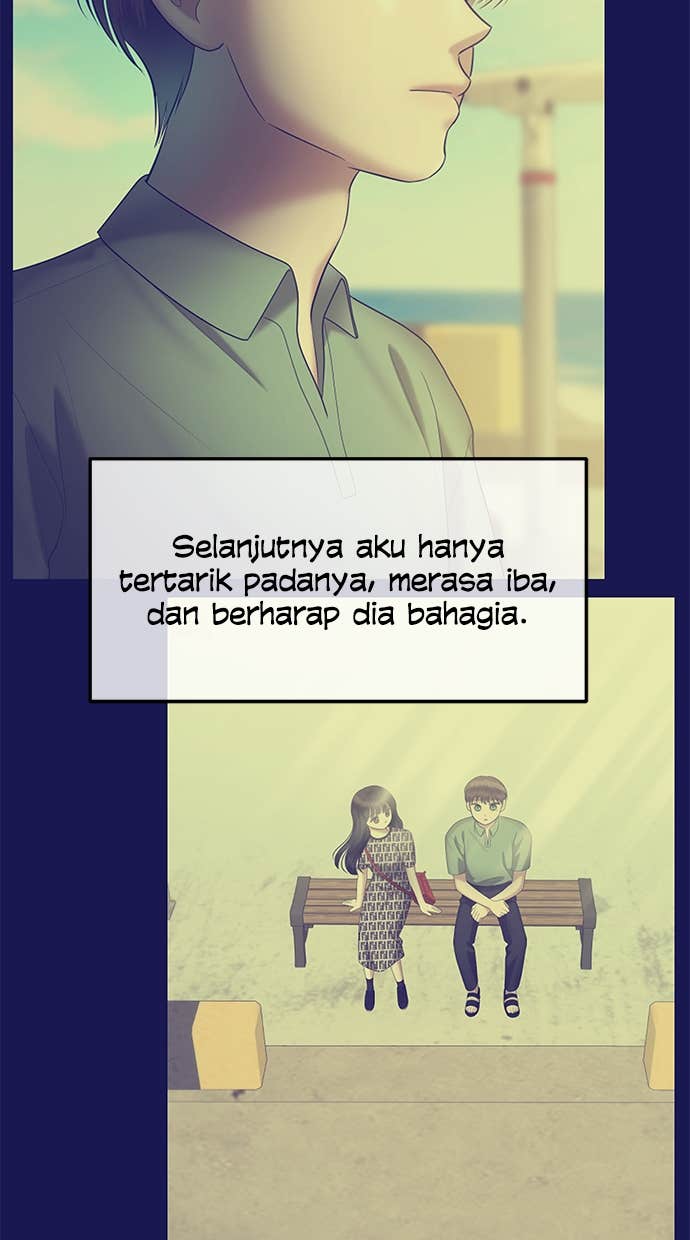 Selanjutnya aku hanya
tertarik padanya, merasa iba,
dan berharap dia bahagia.